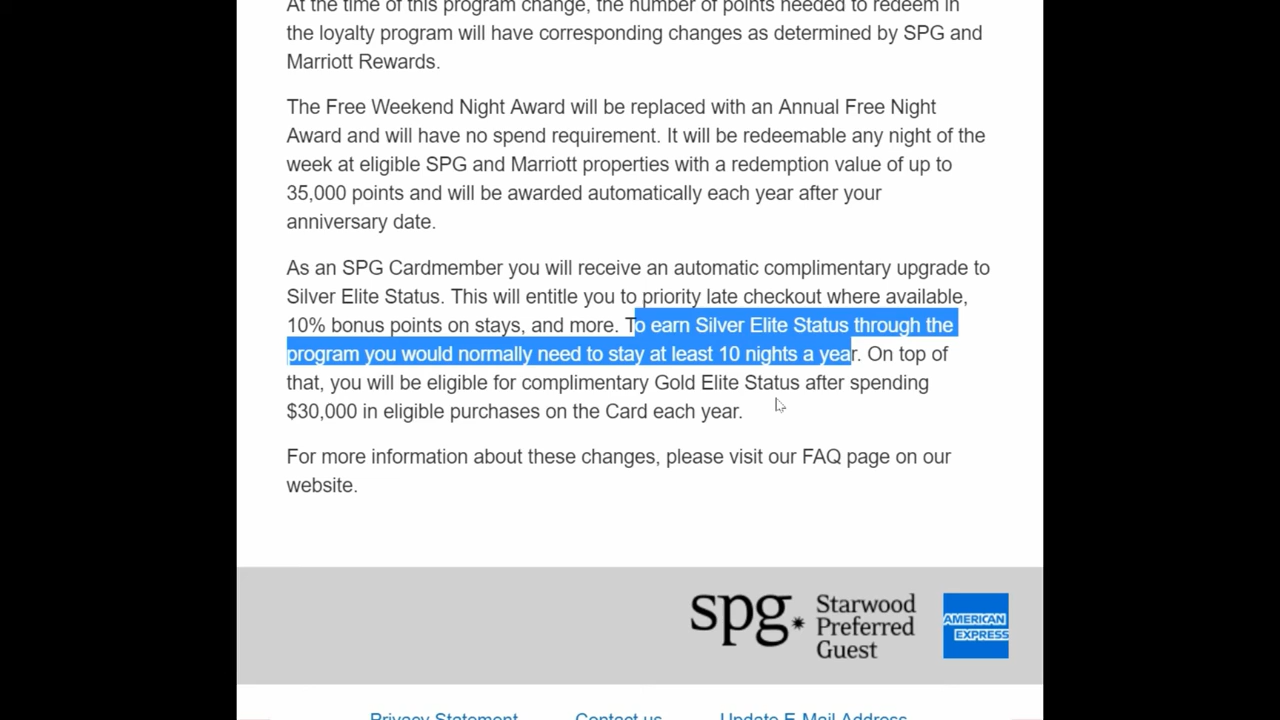 At the time of this program change, the number of points needed to redeem in
the loyalty program will have corresponding changes as determined by SPG and
Marriott Rewards.
The Free Weekend Night Award will be replaced with an Annual Free Night
Award and will have no spend requirement. It will be redeemable any night of the
week at eligible SPG and Marriott properties with a redemption value of up to
35,000 points and will be awarded automatically each year after your
anniversary date.
As an SPG Cardmember you will receive an automatic complimentary upgrade to
Silver Elite Status. This will entitle you to priority late checkout where available,
10% bonus points on stays, and more. To earn Silver Elite Status through the
program you would normally need to stay at least 10 nights a year. On top of
that, you will be eligible for complimentary Gold Elite Status after spending
$30,000 in eligible purchases on the Card each year.
For more information about these changes, please visit our FAQ page on our
website.
spg* Starwood
Preferred
Guest
AMERICAN
EXPRESS
Privacy Statement Contact us Update E-Mail Address